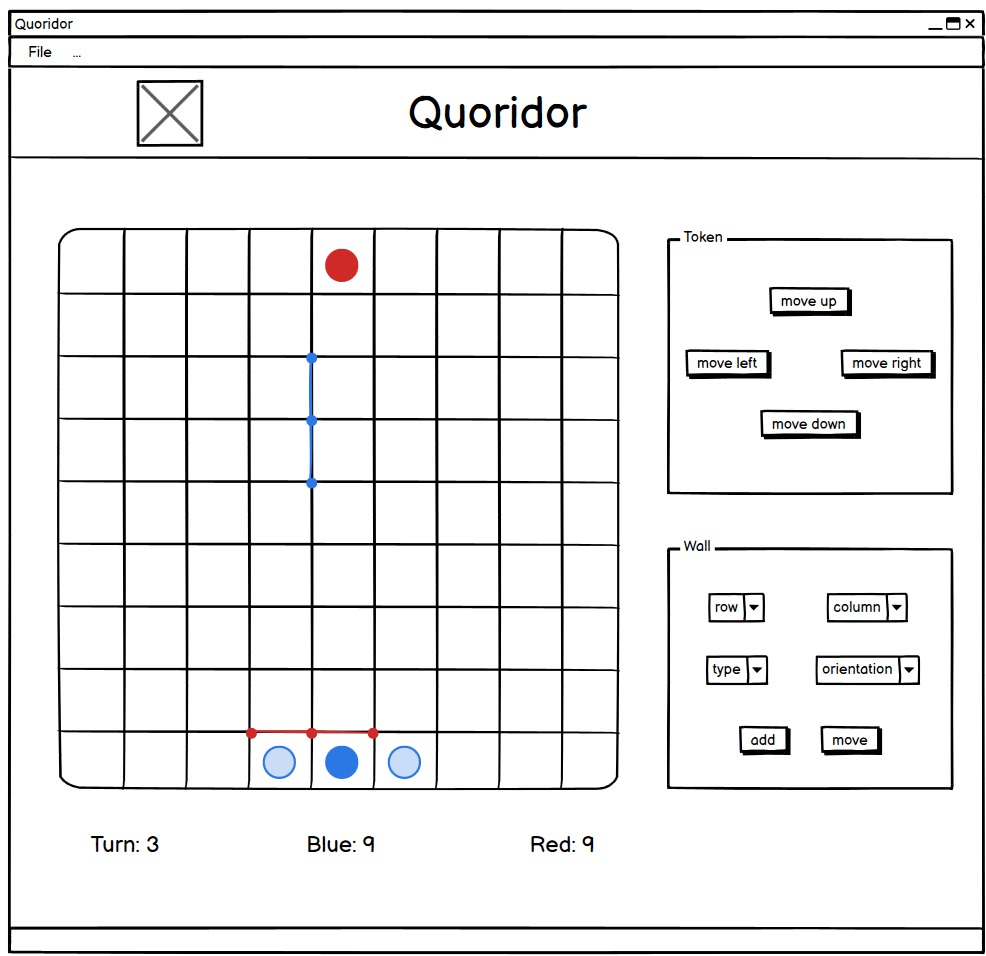 Quoridor
File ...
Quoridor
Token
move up
move left move right
move down
Wall
row column
type orientation
add move
Turn: 3 Blue: 9 Red: 9